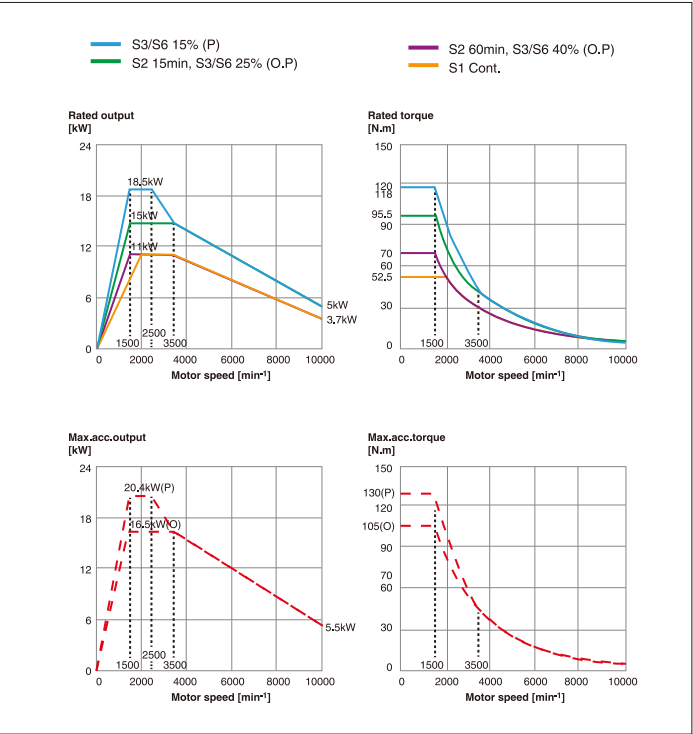 S3/S6 15% (P)
S2 15min, S3/S6 25% (O.P)
S2 60min, S3/S6 40% (O.P)
S1 Cont.
Rated output
[kW]
24
18
12
6
0
18.5kW
15kW
11kW
5kW
3.7kW
1500
2500
3500
0 2000 4000 6000 8000 10000
Motor speed [min-1]
Rated torque
[N.m]
150
120
118
95.5
90
70
60
52.5
30
0
1500
3500
0 2000 4000 6000 8000 10000
Motor speed [min-1]
Max.acc.output
[kW]
24
18
12
6
0
20.4kW(P)
16.5kW(O)
5.5kW
1500
2500
3500
0 2000 4000 6000 8000 10000
Motor speed [min-1]
Max.acc.torque
[N.m]
150
130(P)
120
105(O)
90
70
60
30
0
1500
3500
0 2000 4000 6000 8000 10000
Motor speed [min-1]